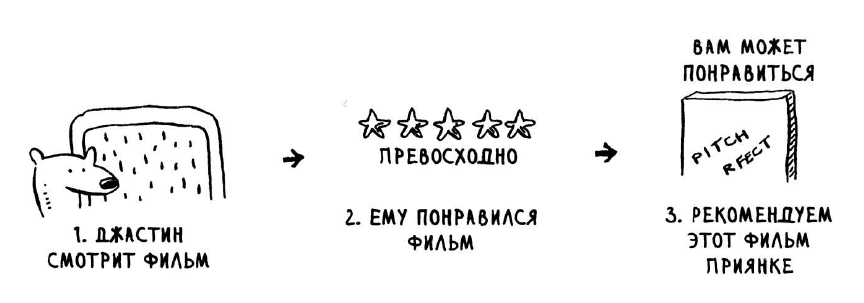 1. ДЖАСТИН
СМОТРИТ ФИЛЬМ
ПРЕВОСХОДНО
2. ЕМУ ПОНРАВИЛСЯ
ФИЛЬМ
ВАМ МОЖЕТ
ПОНРАВИТЬСЯ
PITCH
RFECT
3. РЕКОМЕНДУЕМ
ЭТОТ ФИЛЬМ
ПРИЯНКЕ